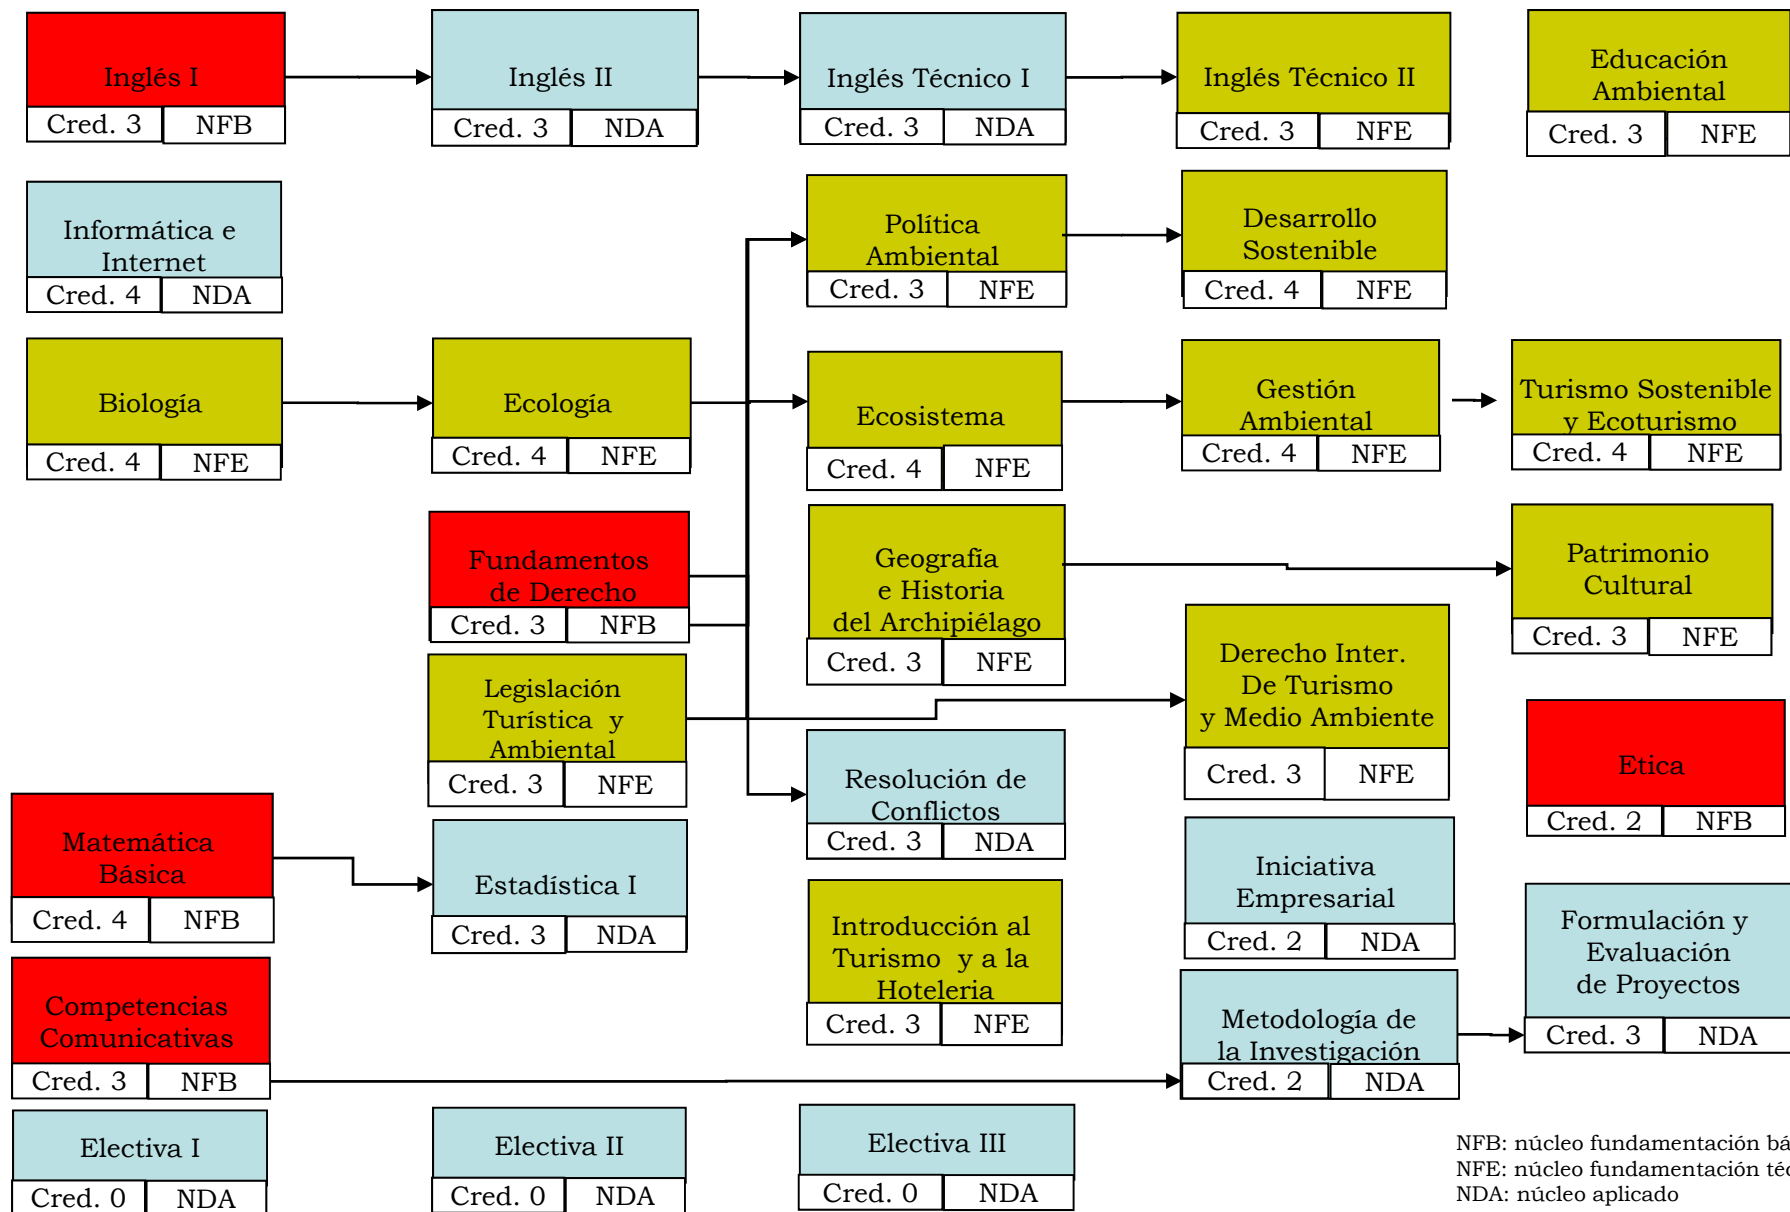 Inglés I
Cred. 3 NFB
Inglés II
Cred. 3 NDA
Inglés Técnico I
Cred. 3 NDA
Inglés Técnico II
Cred. 3 NFE
Educación
Ambiental
Cred. 3 NFE
Informática e
Internet
Cred. 4 NDA
Política
Ambiental
Cred. 3 NFE
Desarrollo
Sostenible
Cred. 4 NFE
Biología
Cred. 4 NFE
Ecología
Cred. 4 NFE
Ecosistema
Cred. 4 NFE
Gestión
Ambiental
Cred. 4 NFE
Turismo Sostenible
y Ecoturismo
Cred. 4 NFE
Fundamentos
de Derecho
Cred. 3 NFB
Geografía
e Historia
del Archipiélago
Cred. 3 NFE
Patrimonio
Cultural
Cred. 3 NFE
Legislación
Turística y
Ambiental
Cred. 3 NFE
Derecho Inter.
De Turismo
y Medio Ambiente
Cred. 3 NFE
Resolución de
Conflictos
Cred. 3 NDA
Etica
Cred. 2 NFB
Matemática
Básica
Cred. 4 NFB
Estadística I
Cred. 3 NDA
Iniciativa
Empresarial
Cred. 2 NDA
Introducción al
Turismo y a la
Hoteleria
Cred. 3 NFE
Formulación y
Evaluación
de Proyectos
Cred. 3 NDA
Competencias
Comunicativas
Cred. 3 NFB
Metodología de
la Investigación
Cred. 2 NDA
Electiva I
Cred. 0 NDA
Electiva II
Cred. 0 NDA
Electiva III
Cred. 0 NDA
NFB: núcleo fundamentación
NFE: núcleo fundamentación
NDA: núcleo aplicado